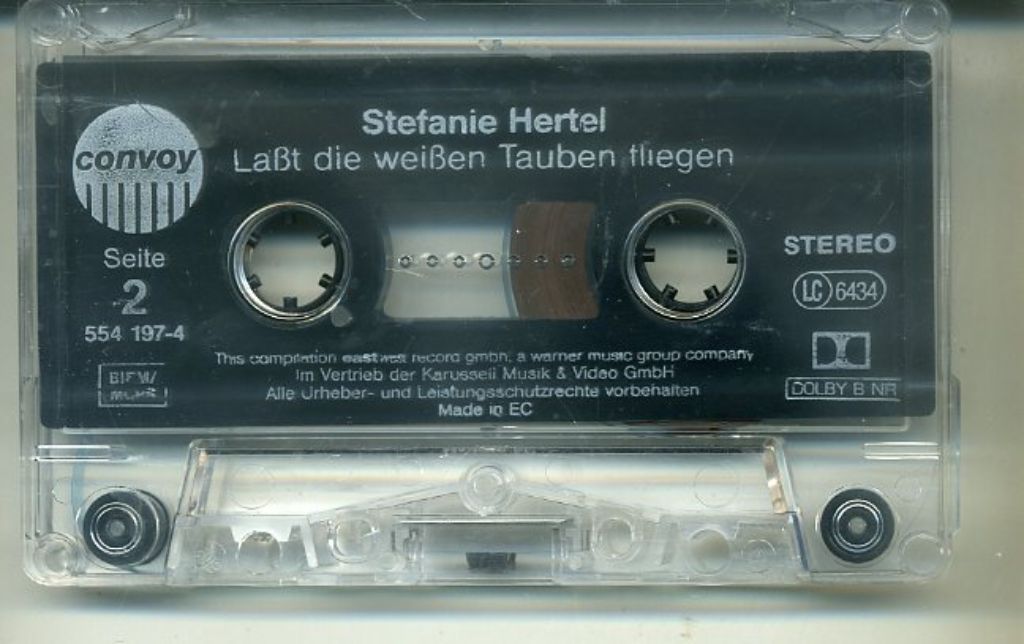 Stefanie Hertel
Laßt die weißen Tauben fliegen
convoy
Seite
2
554 197-4
STEREO
LC 6434
BIEM/
DOLBY B NR
This compilation eastwest record gmbh, a warner music group company
Im Vertrieb der Karussell Musik & Video GmbH
Alle Urheber- und Leistungsschutzrechte vorbehalten
Made in EC